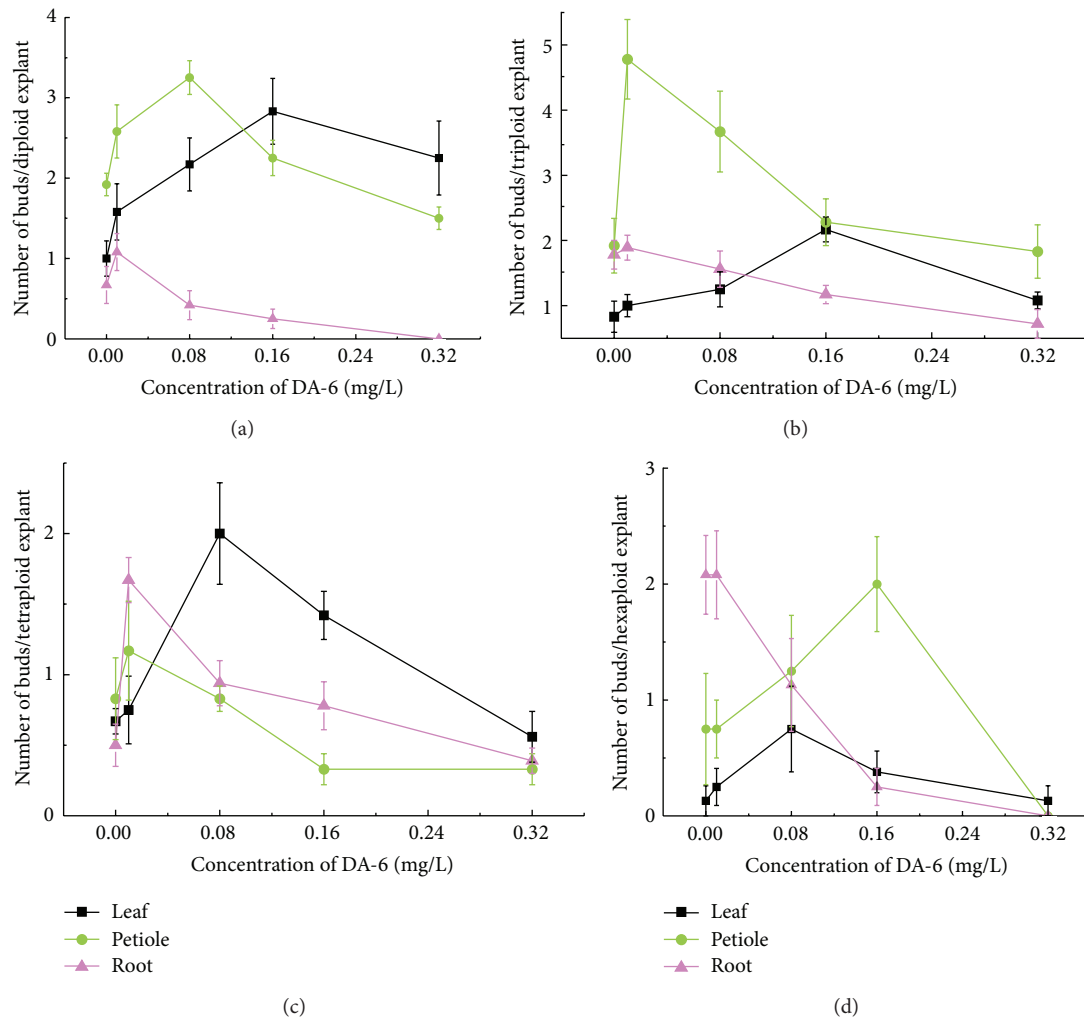 4
3
2
1
0
Number of buds/diploid explant
0.00 0.08 0.16 0.24 0.32
Concentration of DA-6 (mg/L)
(a)
5
4
3
2
1
Number of buds/triploid explant
0.00 0.08 0.16 0.24 0.32
Concentration of DA-6 (mg/L)
(b)
2
1
0
Number of buds/tetraploid explant
0.00 0.08 0.16 0.24 0.32
Concentration of DA-6 (mg/L)
Leaf
Petiole
Root
(c)
3
2
1
0
Number of buds/hexaploid explant
0.00 0.08 0.16 0.24 0.32
Concentration of DA-6 (mg/L)
Leaf
Petiole
Root
(d)